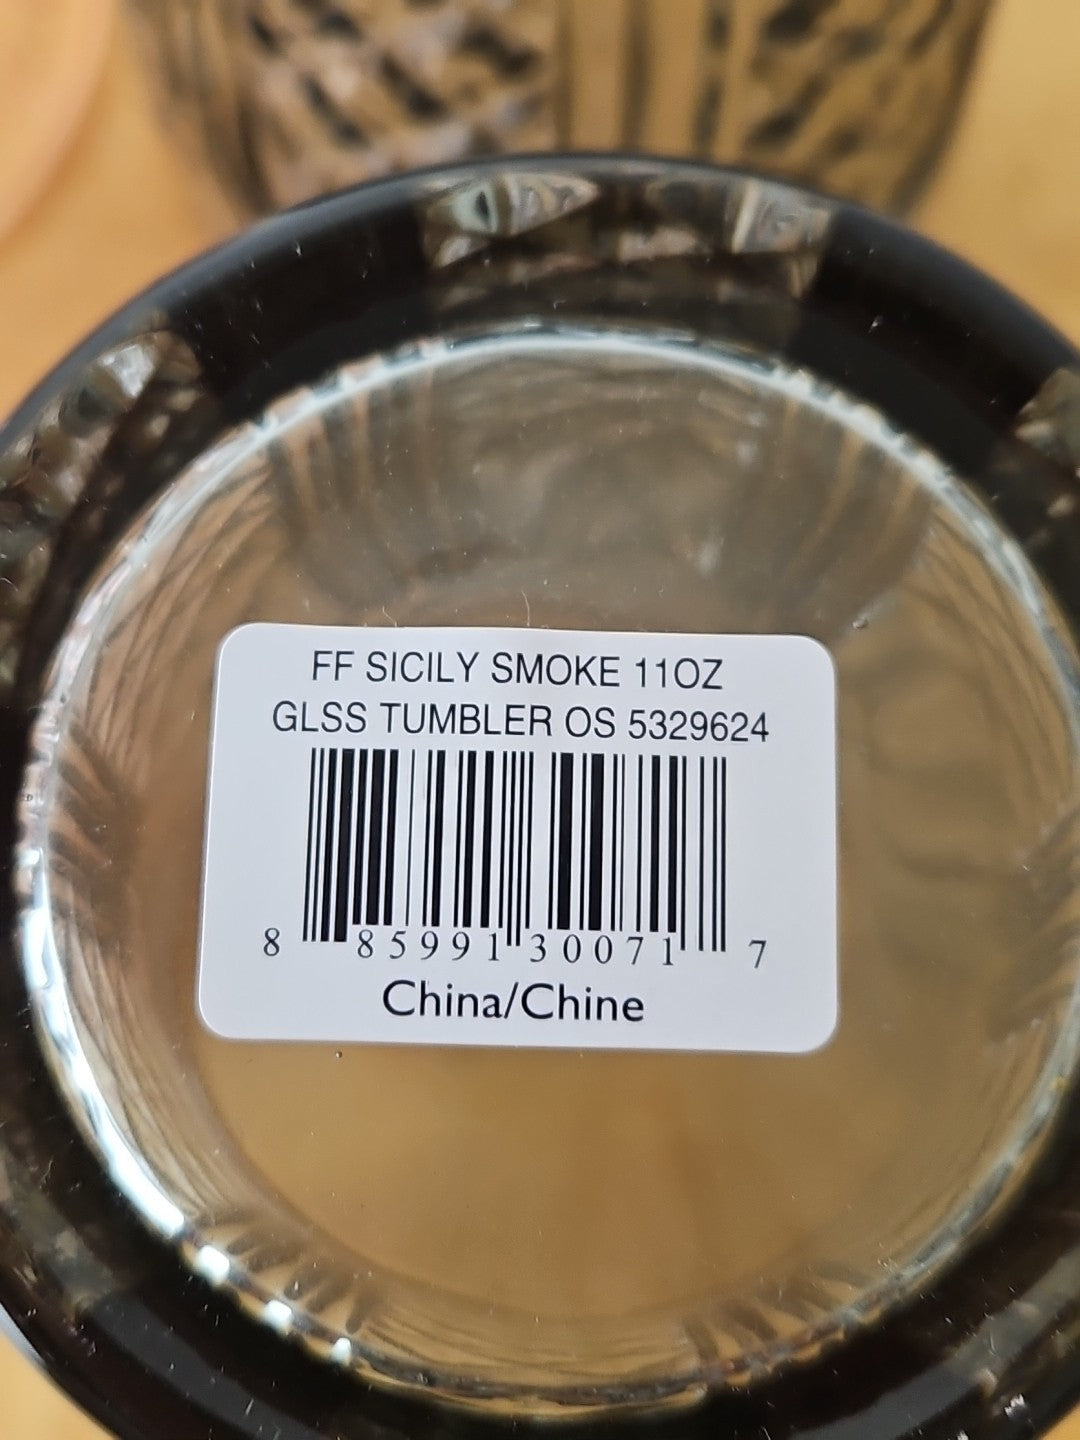 FF SICILY SMOKE 11OZ
GLSS TUMBLER OS 5329624
8 85991 30071 7
China/Chine